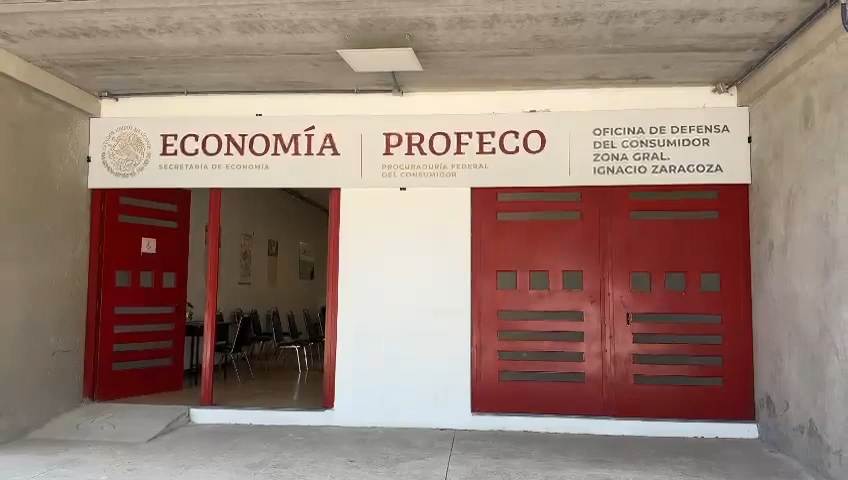 ECONOMÍA
SECRETARÍA DE ECONOMÍA
PROFECO
PROCURADURÍA FEDERAL
DEL CONSUMIDOR
OFICINA DE DEFENSA
DEL CONSUMIDOR
ZONA GRAL.
IGNACIO ZARAGOZA